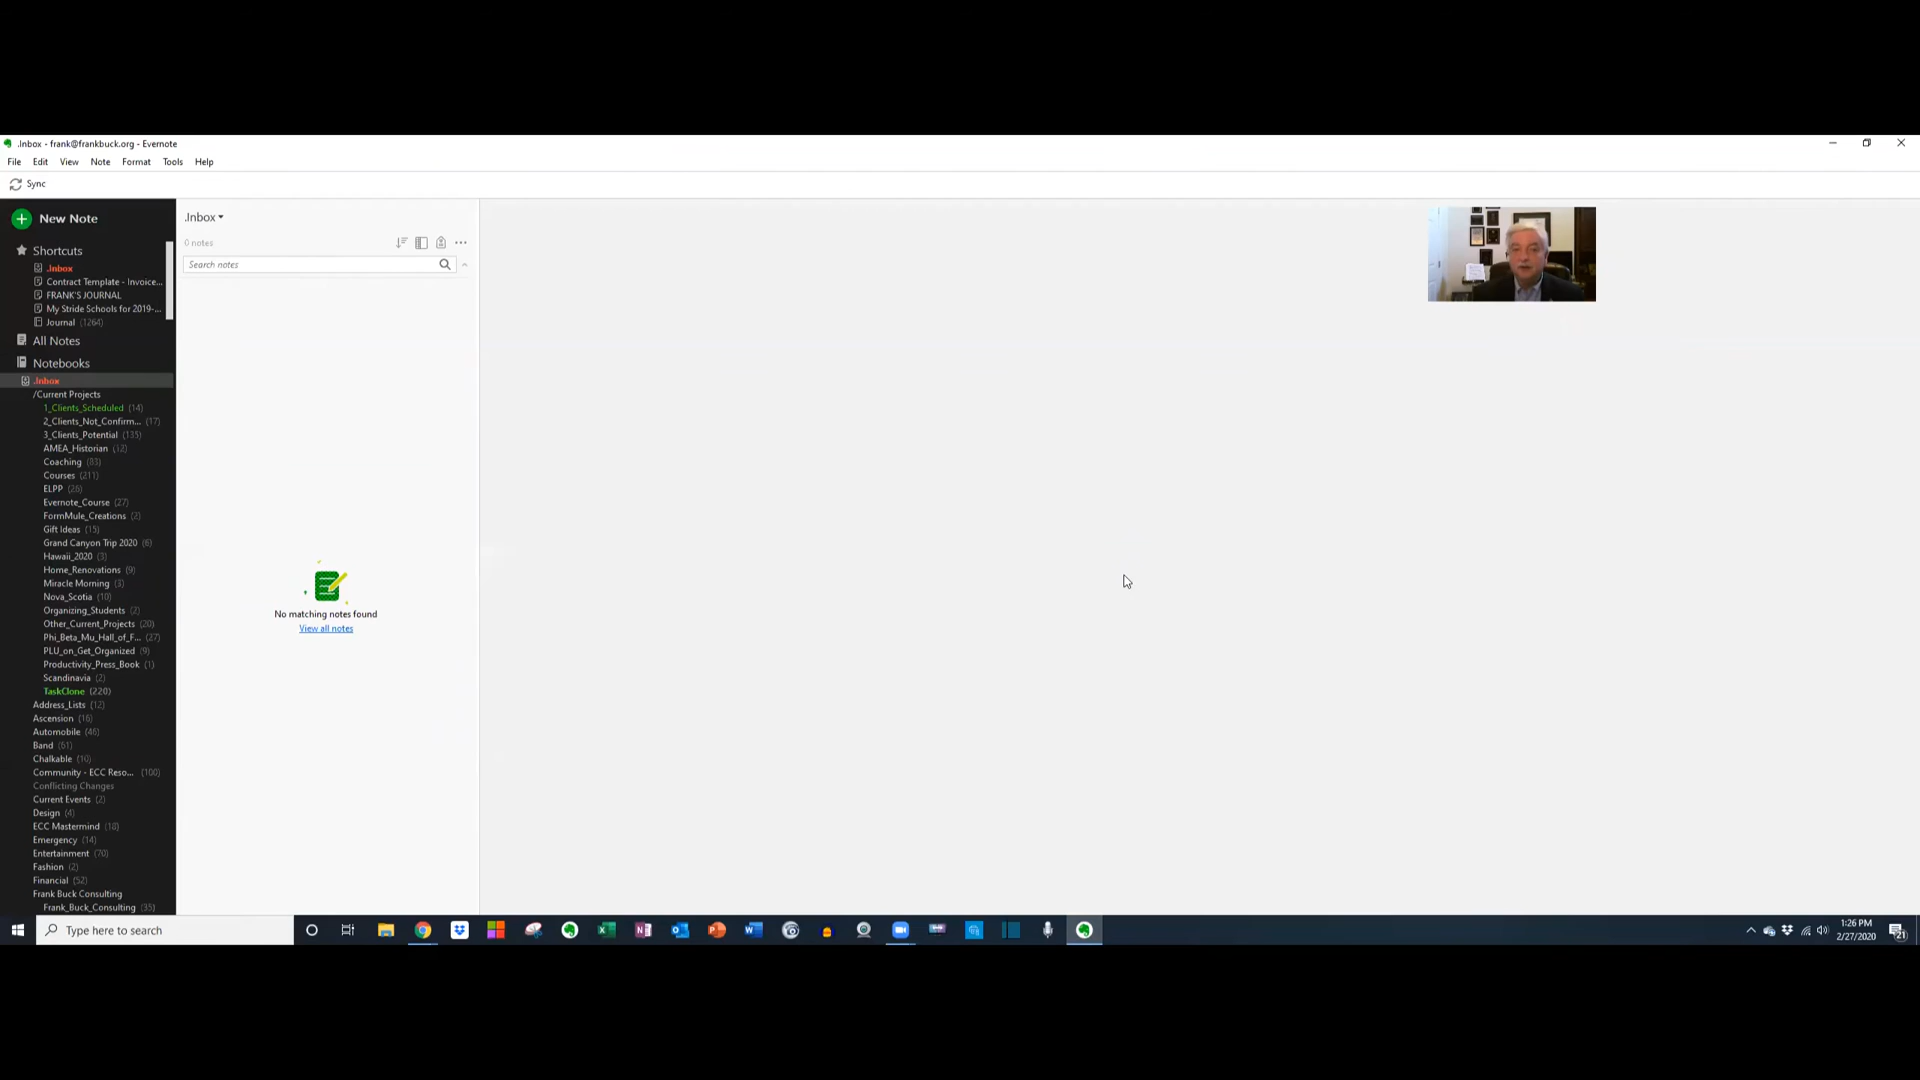 .Inbox - frank@frankbuck.org - Evernote
File Edit View Note Format Tools Help
Sync
New Note
Shortcuts
.Inbox
Contract Template - Invoice...
FRANK'S JOURNAL
My Stride Schools for 2019-...
Journal (1264)
All Notes
Notebooks
.Inbox
/Current Projects
1_Clients_Scheduled (14)
2_Clients_Not_Confirm... (17)
3_Clients_Potential (135)
AMEA_Historian (12)
Coaching (83)
Courses (211)
ELPP (26)
Evernote_Course (27)
FormMule_Creations (2)
Gift Ideas (15)
Grand Canyon Trip 2020 (6)
Hawaii_2020 (3)
Home_Renovations (9)
Miracle Morning (3)
Nova_Scotia (10)
Organizing_Students (2)
Other_Current_Projects (20)
Phi_Beta_Mu_Hall_of_F... (27)
PLU_on_Get_Organized (9)
Productivity_Press_Book (1)
Scandinavia (2)
TaskClone (220)
Address_Lists (12)
Ascension (16)
Automobile (46)
Band (61)
Chalkable (10)
Community - ECC Reso... (100)
Conflicting Changes
Current Events (2)
Design (4)
ECC Mastermind (18)
Emergency (14)
Entertainment (70)
Fashion (2)
Financial (52)
Frank Buck Consulting
Frank_Buck_Consulting (35)
.Inbox
0 notes
Search notes
No matching notes found
View all notes
Type here to search
1:26 PM
2/27/2020
21